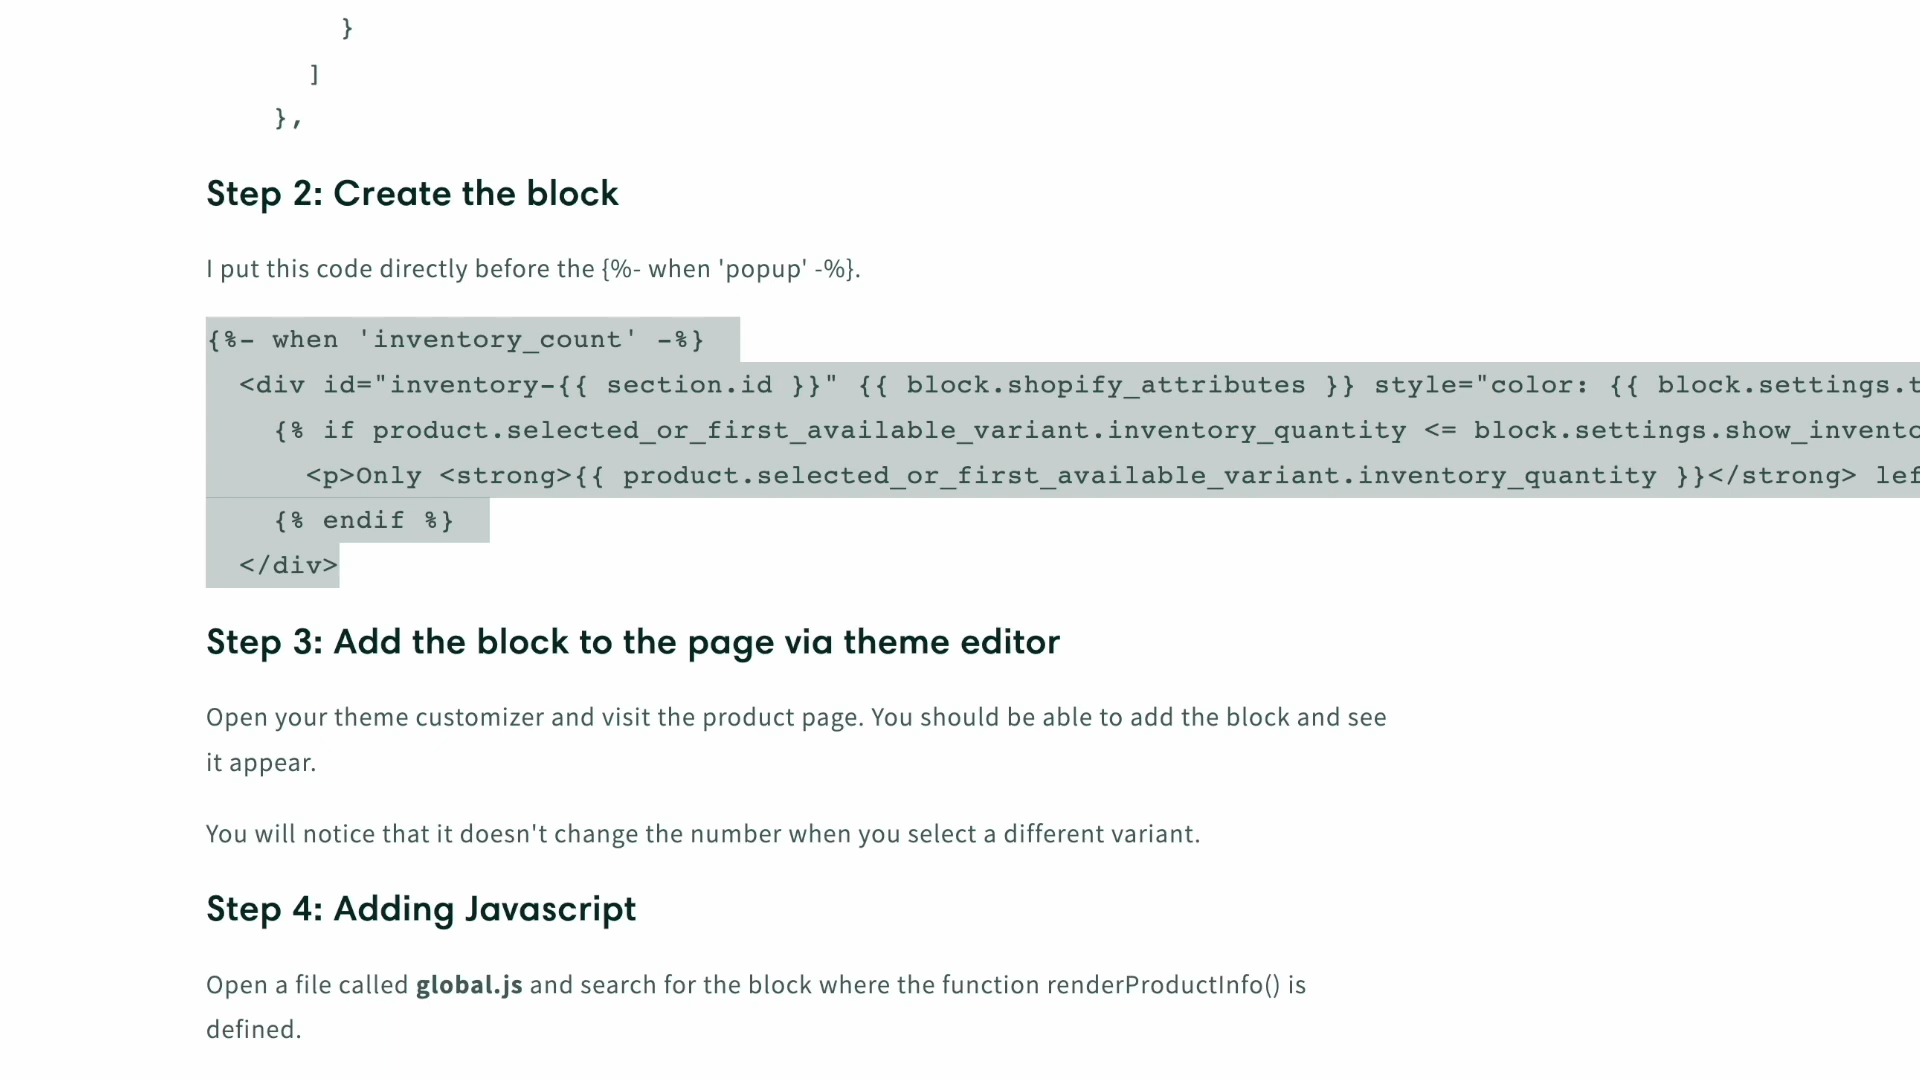 }
]
},
Step 2: Create the block
I put this code directly before the {%- when 'popup' -%}.
{%- when 'inventory_count' -%}
<div id="inventory-{{ section.id }}" {{ block.shopify_attributes }} style="color: {{ block.settings.t
{% if product.selected_or_first_available_variant.inventory_quantity <= block.settings.show_invento
<p>Only <strong>{{ product.selected_or_first_available_variant.inventory_quantity }}</strong> lef
{% endif %}
</div>
Step 3: Add the block to the page via theme editor
Open your theme customizer and visit the product page. You should be able to add the block and see
it appear.
You will notice that it doesn't change the number when you select a different variant.
Step 4: Adding Javascript
Open a file called global.js and search for the block where the function renderProductInfo() is
defined.